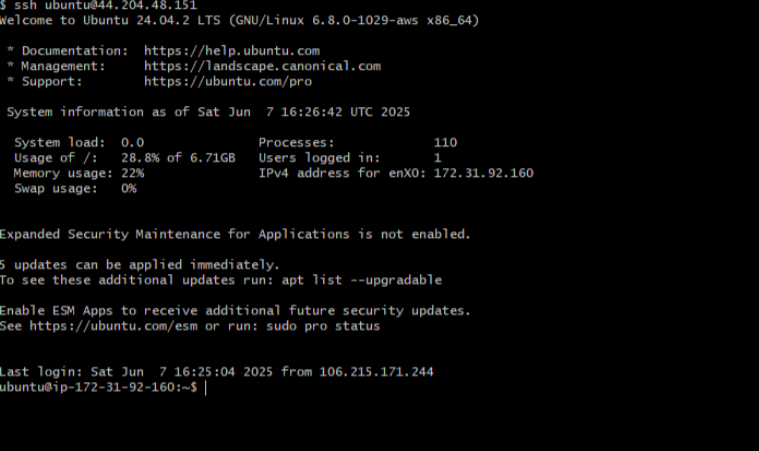 $ ssh ubuntu@44.204.48.151
Welcome to Ubuntu 24.04.2 LTS (GNU/Linux 6.8.0-1029-aws x86_64)
* Documentation:  https://help.ubuntu.com
* Management:     https://landscape.canonical.com
* Support:        https://ubuntu.com/pro
System information as of Sat Jun  7 16:26:42 UTC 2025
System load:  0.0               Processes:             110
Usage of /:   28.8% of 6.71GB   Users logged in:       1
Memory usage: 22%               IPv4 address for enX0: 172.31.92.160
Swap usage:   0%
Expanded Security Maintenance for Applications is not enabled.
5 updates can be applied immediately.
To see these additional updates run: apt list --upgradable
Enable ESM Apps to receive additional future security updates.
See https://ubuntu.com/esm or run: sudo pro status
Last login: Sat Jun  7 16:25:04 2025 from 106.215.171.244
ubuntu@ip-172-31-92-160:~$